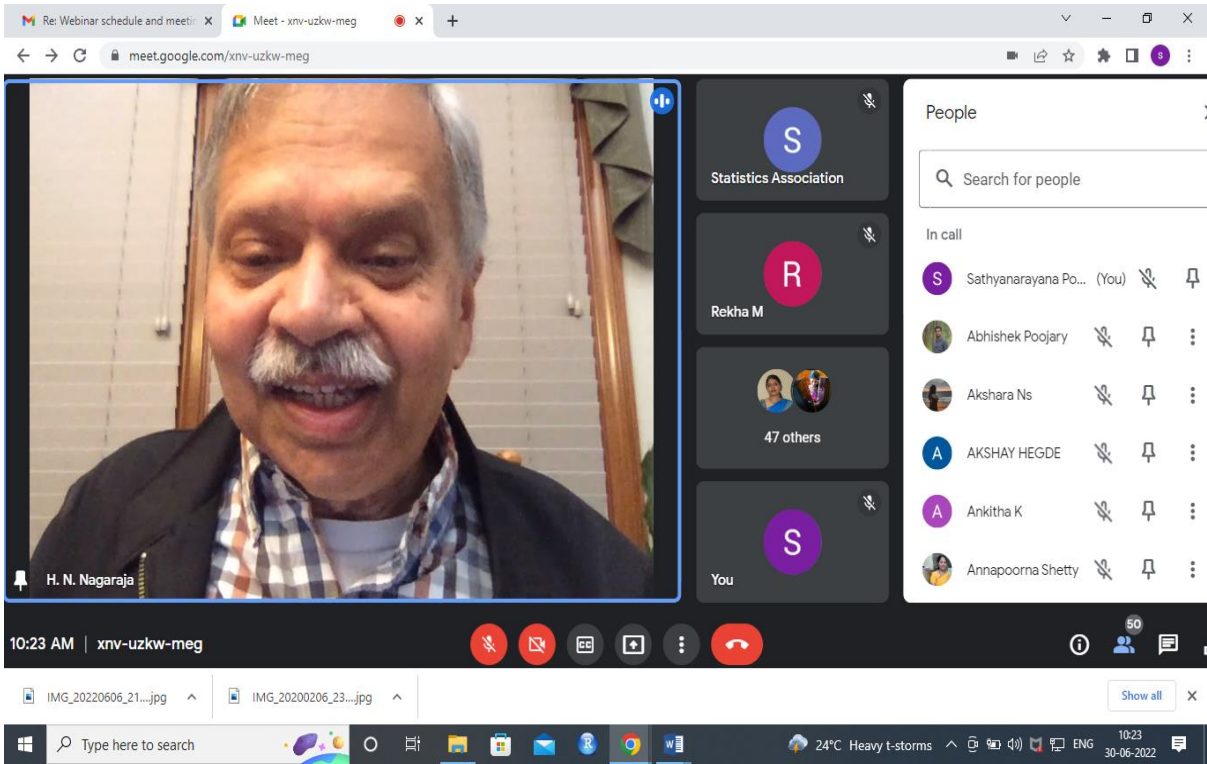 Re: Webinar schedule and meetin
Meet - xnv-uzkw-meg
meet.google.com/xnv-uzkw-meg
S
H. N. Nagaraja
S
Statistics Association
R
Rekha M
47 others
S
You
People
Search for people
In call
S Sathyanarayana Po... (You)
Abhishek Poojary
Akshara Ns
A AKSHAY HEGDE
A Ankitha K
Annapoorna Shetty
10:23 AM | xnv-uzkw-meg
CC
50
IMG_20220606_21....jpg
IMG_20200206_23....jpg
Show all
Type here to search
R
W
24°C Heavy t-storms
ENG
10:23
30-06-2022